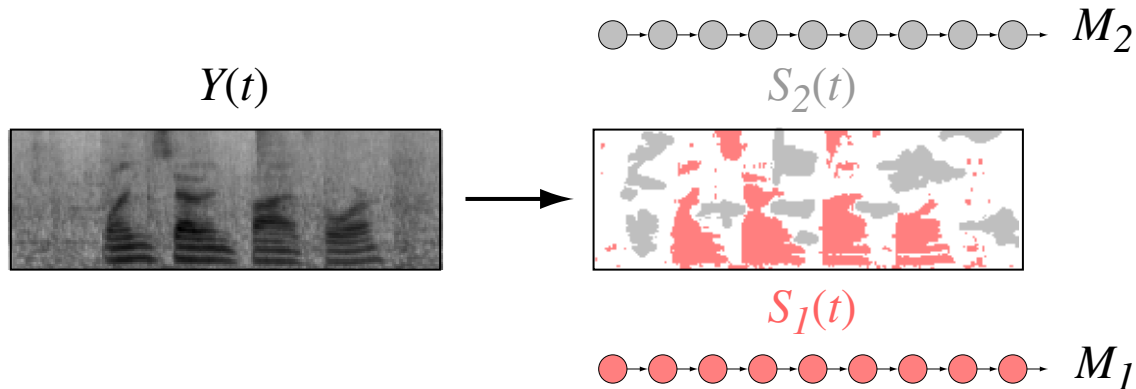 M₂
Y(t)
S₂(t)
S₁(t)
M₁